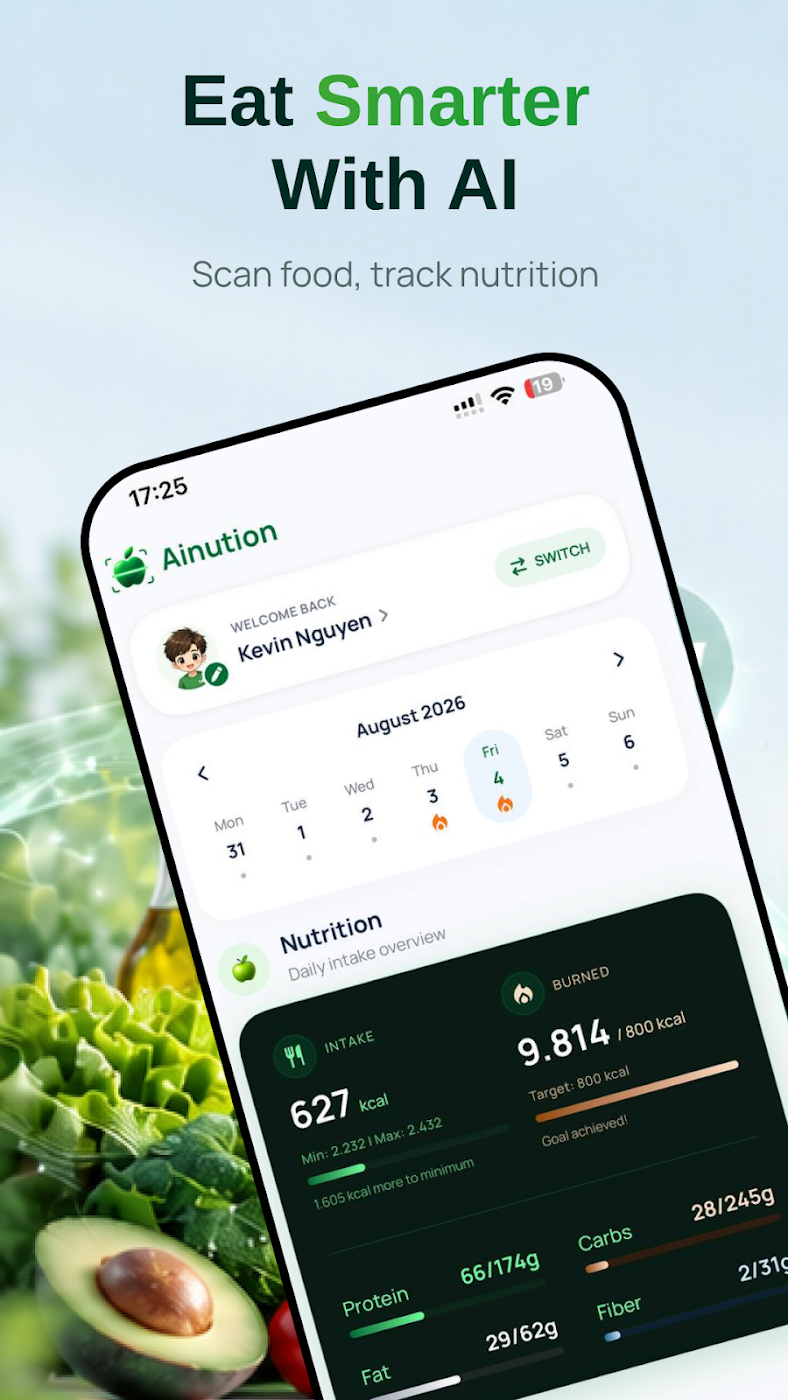 Eat Smarter
With AI
Scan food, track nutrition
17:25
19
Ainution
WELCOME BACK
Kevin Nguyen
SWITCH
August 2026
Mon Tue Wed Thu Fri Sat Sun
31 1 2 3 4 5 6
Nutrition
Daily intake overview
INTAKE
627 kcal
Min: 2.232 | Max: 2.432
1.605 kcal more to minimum
BURNED
9.814 / 800 kcal
Target: 800 kcal
Goal achieved!
Protein 66/174g
Carbs 28/245g
Fat 29/62g
Fiber 2/31g